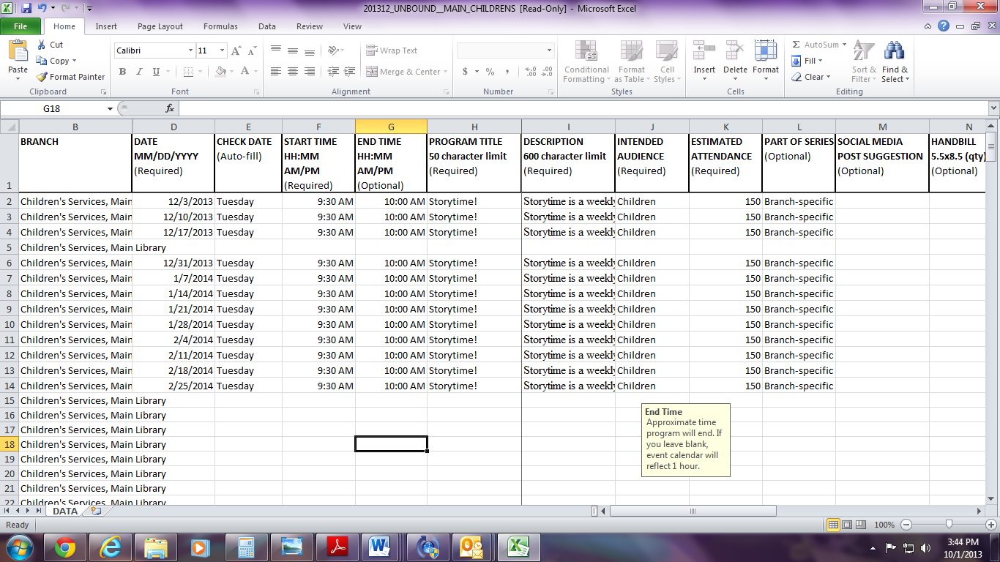 201312_UNBOUND__MAIN_CHILDRENS [Read-Only] - Microsoft Excel
File Home Insert Page Layout Formulas Data Review View
Paste
Cut
Copy
Format Painter
Clipboard
Calibri 11
B I U
Font
Wrap Text
Merge & Center
Alignment
$ % , .0 .00 .00 .0
Number
Conditional Formatting
Format as Table
Cell Styles
Styles
Insert Delete Format
Cells
Σ AutoSum
Fill
Clear
Sort & Filter
Find & Select
Editing
G18 fx
B D E F G H I J K L M N
1
BRANCH
DATE
MM/DD/YYYY
(Required)
CHECK DATE
(Auto-fill)
START TIME
HH:MM
AM/PM
(Required)
END TIME
HH:MM
AM/PM
(Optional)
PROGRAM TITLE
50 character limit
(Required)
DESCRIPTION
600 character limit
(Required)
INTENDED
AUDIENCE
(Required)
ESTIMATED
ATTENDANCE
(Required)
PART OF SERIES
(Optional)
SOCIAL MEDIA
POST SUGGESTION
(Optional)
HANDBILL
5.5x8.5 (qty)
(Optional)
2 Children's Services, Main 12/3/2013 Tuesday 9:30 AM 10:00 AM Storytime! Storytime is a weekly Children 150 Branch-specific
3 Children's Services, Main 12/10/2013 Tuesday 9:30 AM 10:00 AM Storytime! Storytime is a weekly Children 150 Branch-specific
4 Children's Services, Main 12/17/2013 Tuesday 9:30 AM 10:00 AM Storytime! Storytime is a weekly Children 150 Branch-specific
5 Children's Services, Main Library
6 Children's Services, Main 12/31/2013 Tuesday 9:30 AM 10:00 AM Storytime! Storytime is a weekly Children 150 Branch-specific
7 Children's Services, Main 1/7/2014 Tuesday 9:30 AM 10:00 AM Storytime! Storytime is a weekly Children 150 Branch-specific
8 Children's Services, Main 1/14/2014 Tuesday 9:30 AM 10:00 AM Storytime! Storytime is a weekly Children 150 Branch-specific
9 Children's Services, Main 1/21/2014 Tuesday 9:30 AM 10:00 AM Storytime! Storytime is a weekly Children 150 Branch-specific
10 Children's Services, Main 1/28/2014 Tuesday 9:30 AM 10:00 AM Storytime! Storytime is a weekly Children 150 Branch-specific
11 Children's Services, Main 2/4/2014 Tuesday 9:30 AM 10:00 AM Storytime! Storytime is a weekly Children 150 Branch-specific
12 Children's Services, Main 2/11/2014 Tuesday 9:30 AM 10:00 AM Storytime! Storytime is a weekly Children 150 Branch-specific
13 Children's Services, Main 2/18/2014 Tuesday 9:30 AM 10:00 AM Storytime! Storytime is a weekly Children 150 Branch-specific
14 Children's Services, Main 2/25/2014 Tuesday 9:30 AM 10:00 AM Storytime! Storytime is a weekly Children 150 Branch-specific
15 Children's Services, Main Library
16 Children's Services, Main Library
17 Children's Services, Main Library
18 Children's Services, Main Library
19 Children's Services, Main Library
20 Children's Services, Main Library
21 Children's Services, Main Library
22 Children's Services, Main Library
End Time
Approximate time
program will end. If
you leave blank,
event calendar will
reflect 1 hour.
DATA
Ready 100%
3:44 PM
10/1/2013